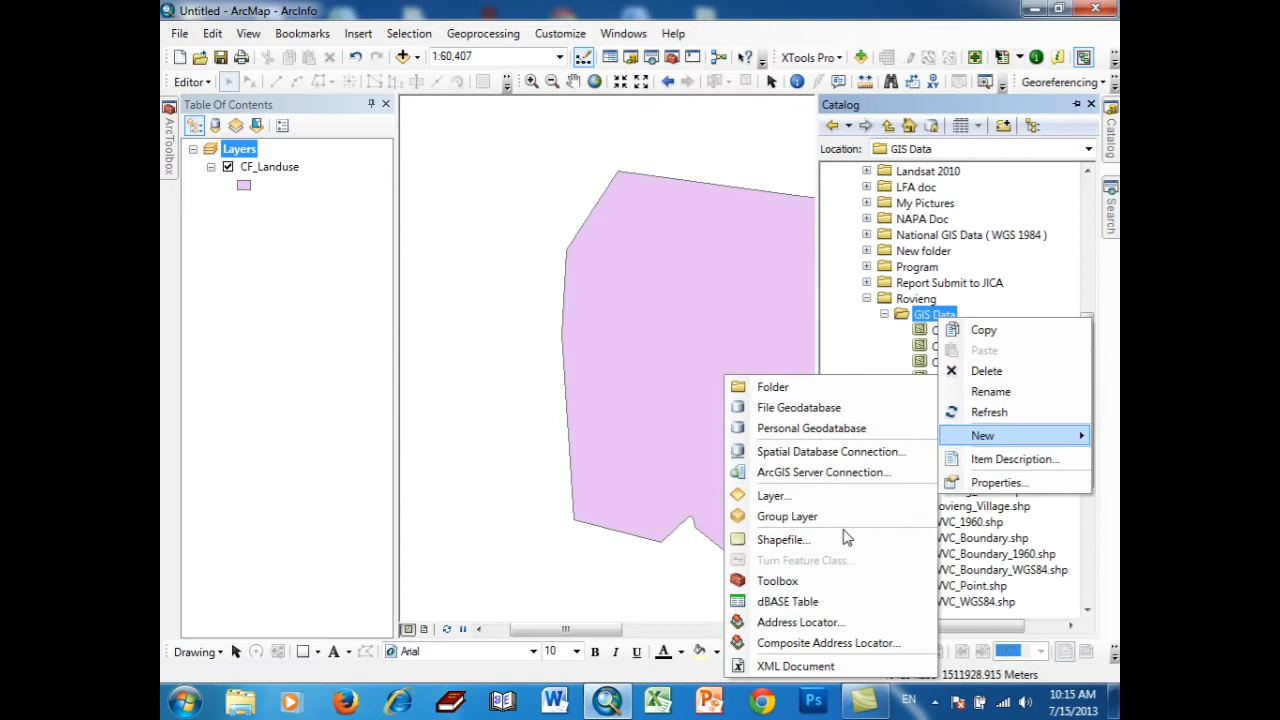 Untitled - ArcMap - ArcInfo
File Edit View Bookmarks Insert Selection Geoprocessing Customize Windows Help
1:60,407
XTools Pro
Editor
Georeferencing
Table Of Contents
Layers
CF_Landuse
ArcToolbox
Catalog
Location: GIS Data
Catalog
Search
Landsat 2010
LFA doc
My Pictures
NAPA Doc
National GIS Data ( WGS 1984 )
New folder
Program
Report Submit to JICA
Rovieng
GIS Data
Copy
Paste
Delete
Rename
Refresh
New
Item Description...
Properties...
Folder
File Geodatabase
Personal Geodatabase
Spatial Database Connection...
ArcGIS Server Connection...
Layer...
Group Layer
Shapefile...
Turn Feature Class...
Toolbox
dBASE Table
Address Locator...
Composite Address Locator...
XML Document
ovieng_Village.shp
VC_1960.shp
VC_Boundary.shp
VC_Boundary_1960.shp
VC_Boundary_WGS84.shp
VC_Point.shp
VC_WGS84.shp
Drawing
A
Arial
10
B I U A
100%
1511928.915 Meters
EN
10:15 AM
7/15/2013